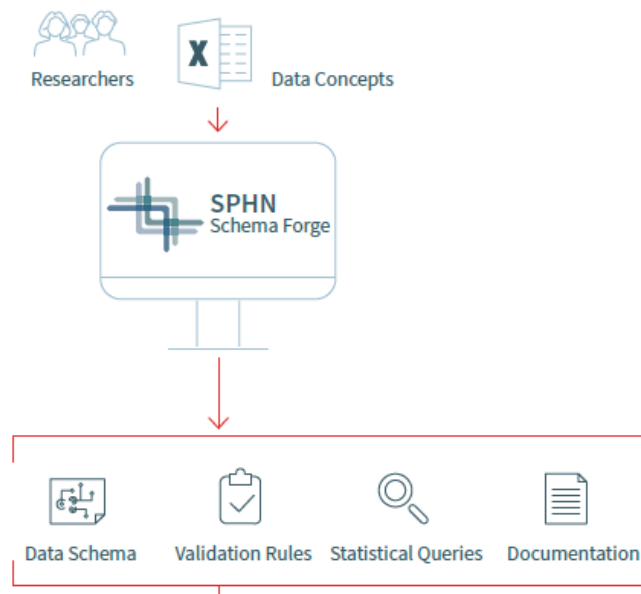 Researchers
X
Data Concepts
SPHN
Schema Forge
Data Schema
Validation Rules
Statistical Queries
Documentation